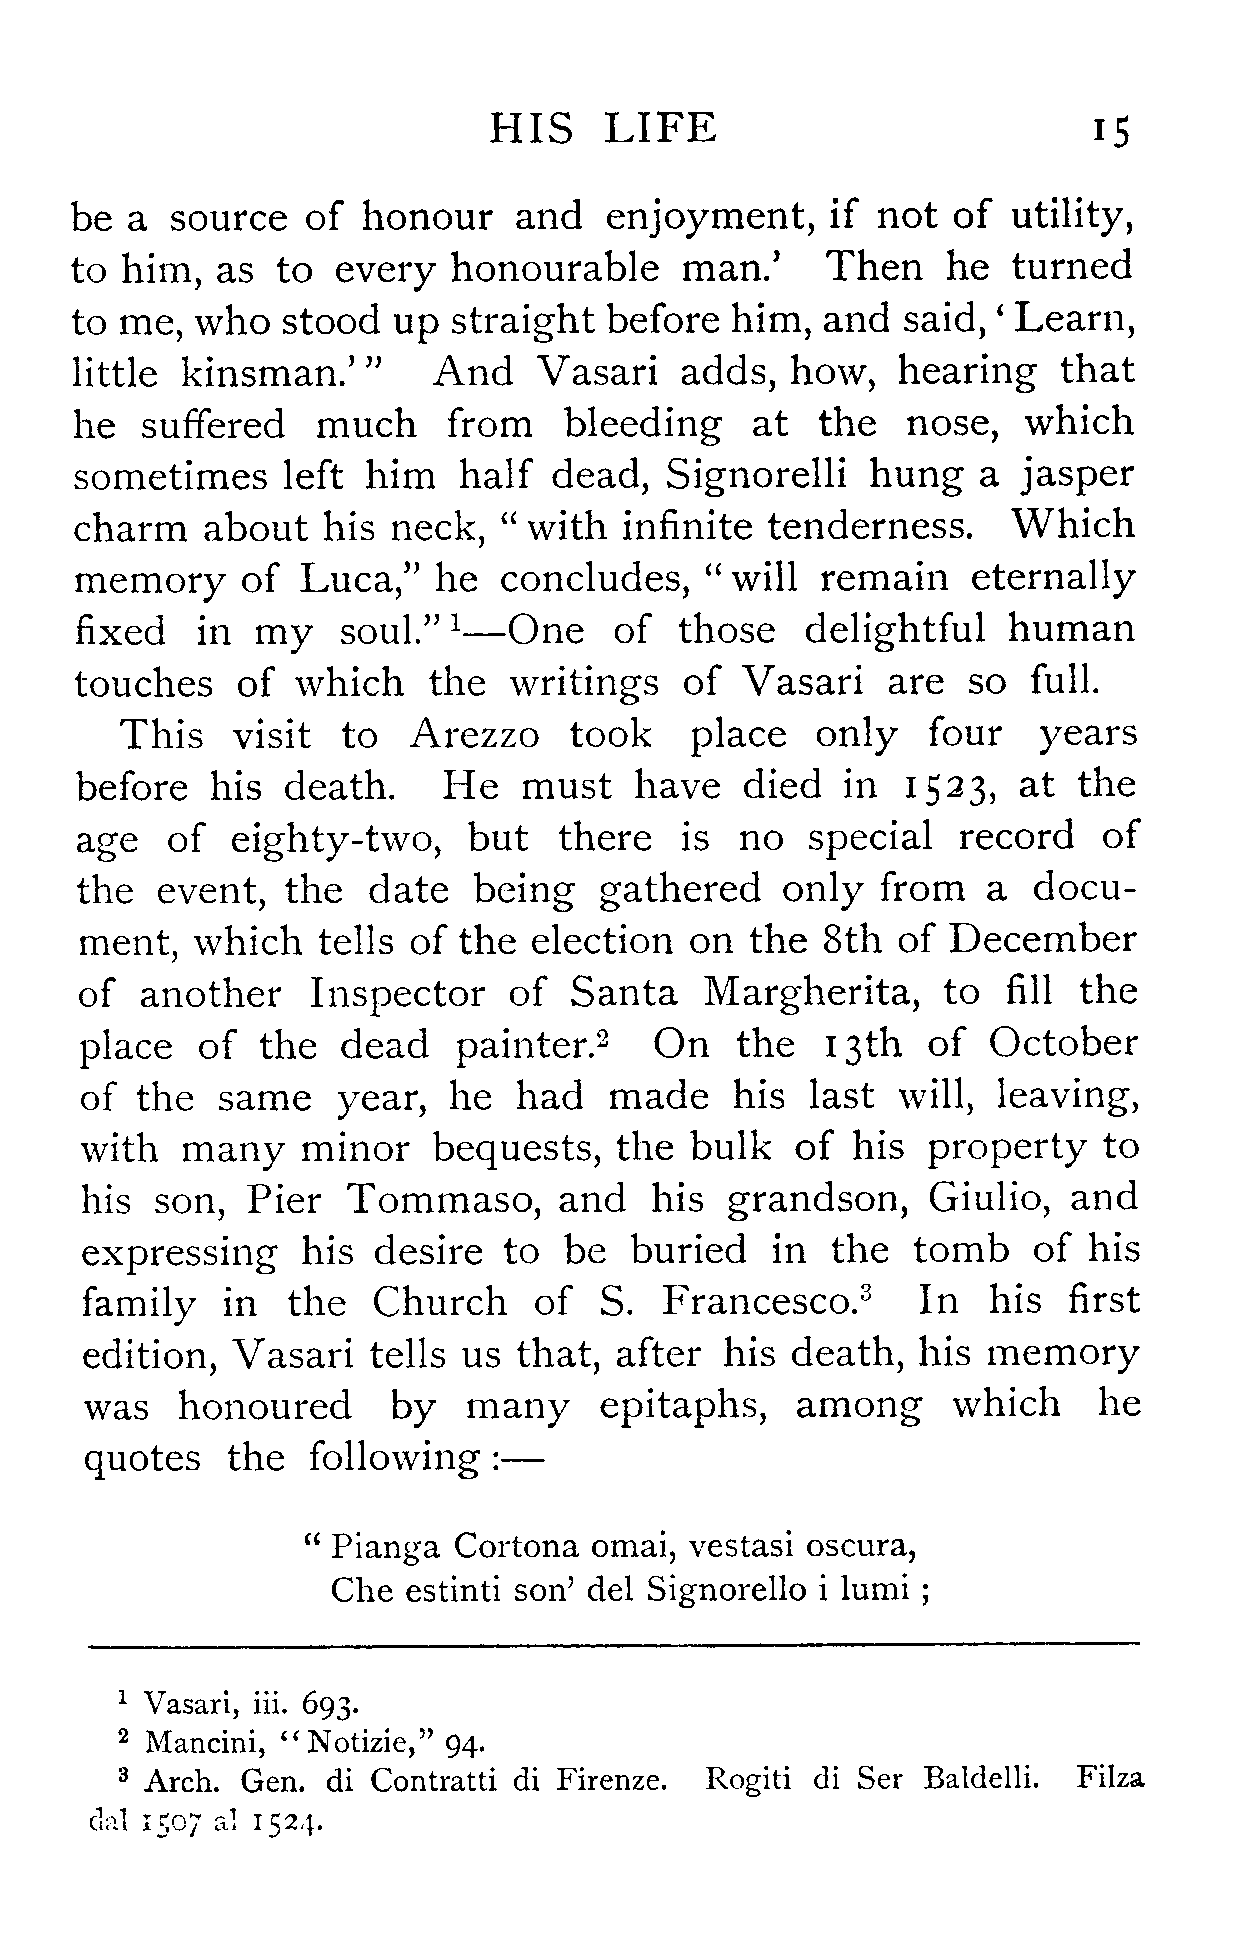 HIS LIFE 15
be a source of honour and enjoyment, if not of utility,
to him, as to every honourable man.’ Then he turned
to me, who stood up straight before him, and said, ‘ Learn,
little kinsman.’ ” And Vasari adds, how, hearing that
he suffered much from bleeding at the nose, which
sometimes left him half dead, Signorelli hung a jasper
charm about his neck, “ with infinite tenderness. Which
memory of Luca,” he concludes, “ will remain eternally
fixed in my soul.” ¹—One of those delightful human
touches of which the writings of Vasari are so full.
This visit to Arezzo took place only four years
before his death. He must have died in 1523, at the
age of eighty-two, but there is no special record of
the event, the date being gathered only from a docu-
ment, which tells of the election on the 8th of December
of another Inspector of Santa Margherita, to fill the
place of the dead painter.² On the 13th of October
of the same year, he had made his last will, leaving,
with many minor bequests, the bulk of his property to
his son, Pier Tommaso, and his grandson, Giulio, and
expressing his desire to be buried in the tomb of his
family in the Church of S. Francesco.³ In his first
edition, Vasari tells us that, after his death, his memory
was honoured by many epitaphs, among which he
quotes the following :—
“ Pianga Cortona omai, vestasi oscura,
Che estinti son’ del Signorello i lumi ;
¹ Vasari, iii. 693.
² Mancini, “ Notizie,” 94.
³ Arch. Gen. di Contratti di Firenze. Rogiti di Ser Baldelli. Filza
dal 1507 al 1524.